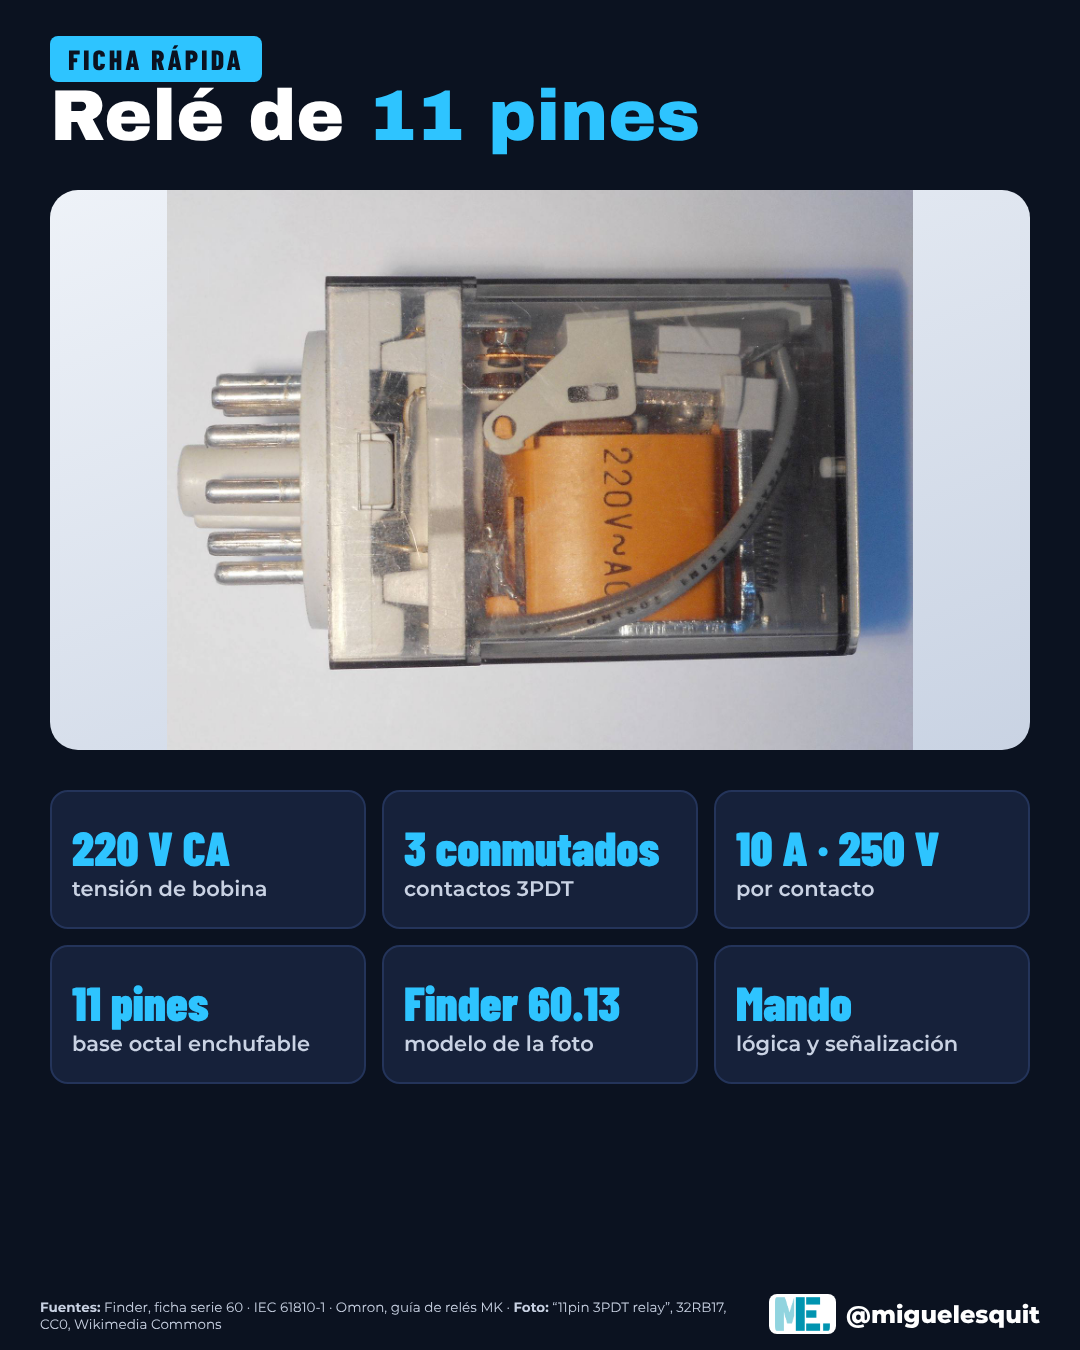 FICHA RÁPIDA
Relé de 11 pines
220V~AC
220 V CA
tensión de bobina
3 conmutados
contactos 3PDT
10 A · 250 V
por contacto
11 pines
base octal enchufable
Finder 60.13
modelo de la foto
Mando
lógica y señalización
Fuentes: Finder, ficha serie 60 · IEC 61810-1 · Omron, guía de relés MK · Foto: “11pin 3PDT relay”, 32RB17,
CC0, Wikimedia Commons
ME.
@miguelesquit